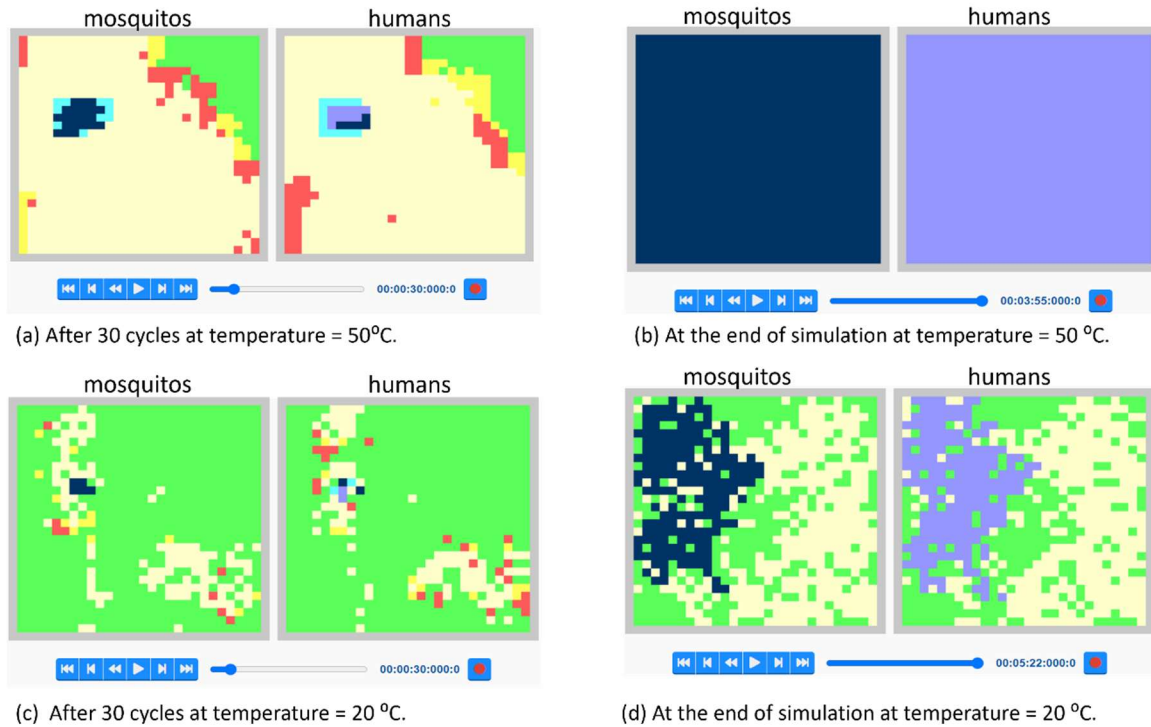 mosquitos humans
00:00:30:000:0
(a) After 30 cycles at temperature = 50°C.
mosquitos humans
00:03:55:000:0
(b) At the end of simulation at temperature = 50 °C.
mosquitos humans
00:00:30:000:0
(c) After 30 cycles at temperature = 20 °C.
mosquitos humans
00:05:22:000:0
(d) At the end of simulation at temperature = 20 °C.